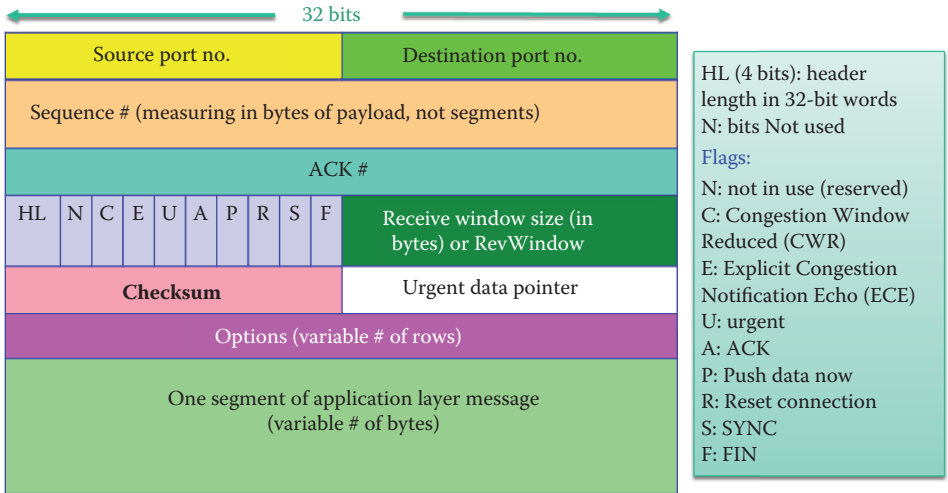 32 bits
Source port no.
Destination port no.
Sequence # (measuring in bytes of payload, not segments)
ACK #
HL
N
C
E
U
A
P
R
S
F
Receive window size (in
bytes) or RevWindow
Checksum
Urgent data pointer
Options (variable # of rows)
One segment of application layer message
(variable # of bytes)
HL (4 bits): header
length in 32-bit words
N: bits Not used
Flags:
N: not in use (reserved)
C: Congestion Window
Reduced (CWR)
E: Explicit Congestion
Notification Echo (ECE)
U: urgent
A: ACK
P: Push data now
R: Reset connection
S: SYNC
F: FIN